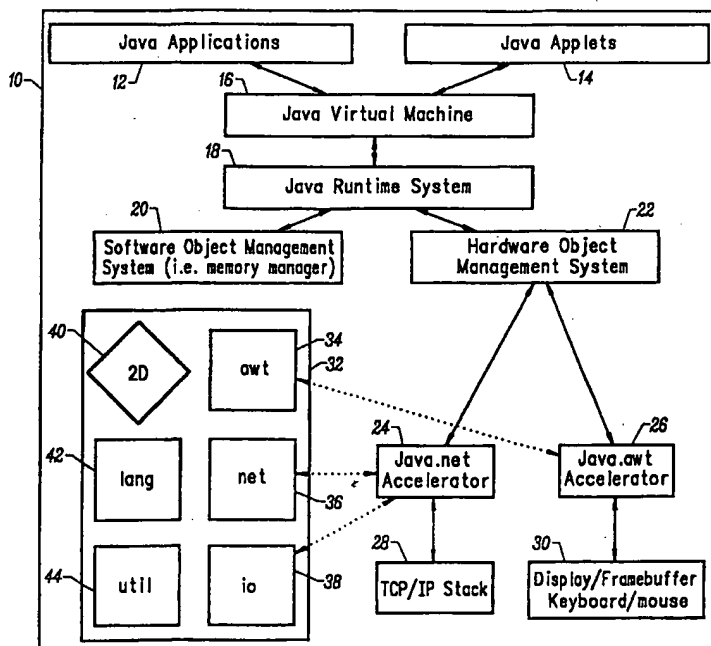 Java Applications
Java Applets
10
12
16
14
Java Virtual Machine
18
Java Runtime System
20
22
Software Object Management
System (i.e. memory manager)
Hardware Object
Management System
40
2D
awt
34
32
24
26
42
lang
net
36
Java.net
Accelerator
Java.awt
Accelerator
44
util
io
38
28
TCP/IP Stack
30
Display/Framebuffer
Keyboard/mouse